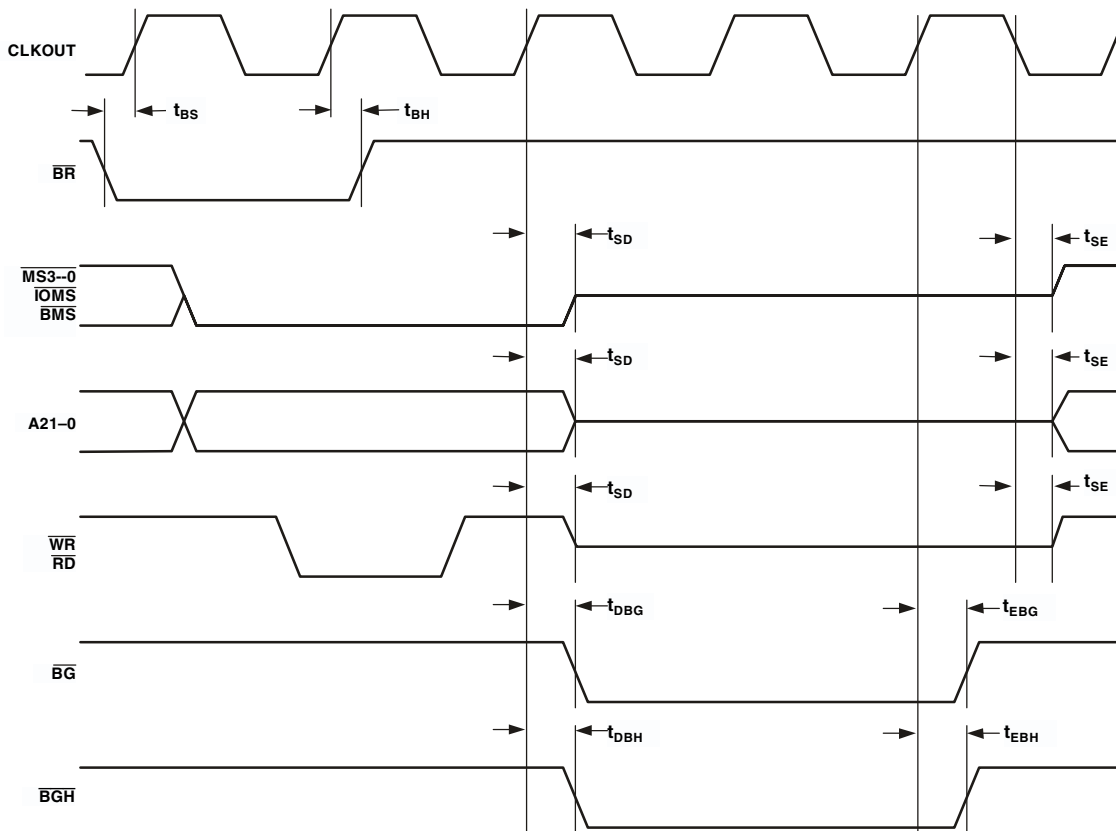 CLKOUT
tBS
tBH
BR
tSD
tSE
MS3--0
IOMS
BMS
tSD
tSE
A21–0
tSD
tSE
WR
RD
tDBG
tEBG
BG
tDBH
tEBH
BGH